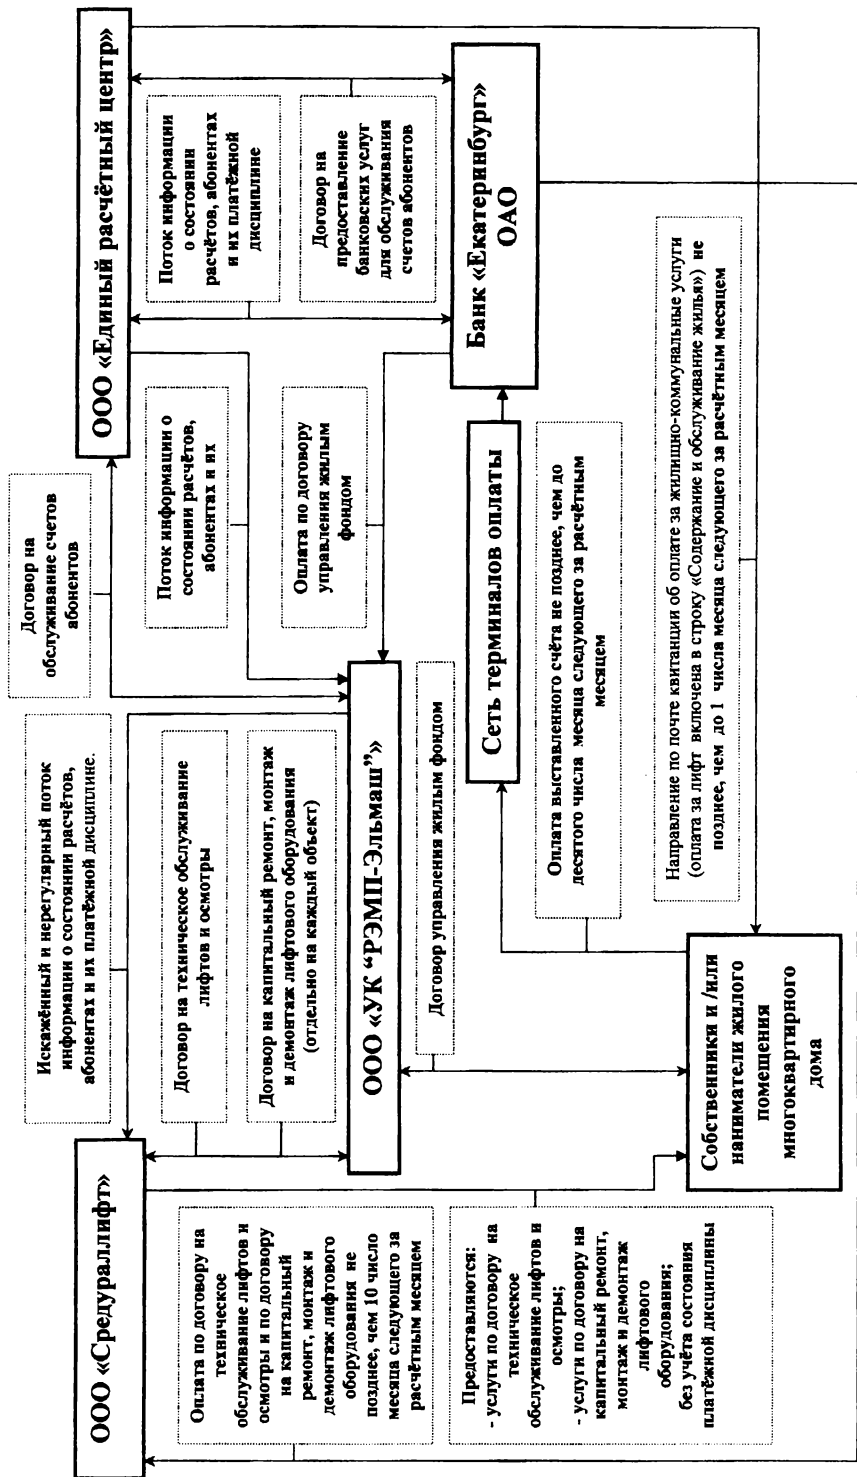 ООО «Средураллифт»
Искажённый и нерегулярный поток
информации о состоянии расчётов,
абонентах и их платёжной дисциплине.
Договор на
обслуживание счетов
абонентов
ООО «Единый расчётный центр»
Договор на техническое обслуживание
лифтов и осмотры
Договор на капитальный ремонт, монтаж
и демонтаж лифтового оборудования
(отдельно на каждый объект)
Поток информации о
состоянии расчётов,
абонентах и их
Поток информации
о состоянии
расчётов, абонентах
и их платёжной
дисциплине
Оплата по договору
управления жилым
фондом
Договор на
предоставление
банковских услуг
для обслуживания
счетов абонентов
Оплата по договору на
техническое
обслуживание лифтов и
осмотры и по договору
на капитальный
ремонт, монтаж и
демонтаж лифтового
оборудования не
позднее, чем 10 число
месяца следующего за
расчётным месяцем
ООО «УК “РЭМП-Эльмаш”»
Договор управления жилым фондом
Сеть терминалов оплаты
Банк «Екатеринбург»
ОАО
Предоставляются:
- услуги по договору на
техническое
обслуживание лифтов и
осмотры;
- услуги по договору на
капитальный ремонт,
монтаж и демонтаж
лифтового
оборудования;
без учёта состояния
платёжной дисциплины
Оплата выставленного счёта не позднее, чем до
десятого числа месяца следующего за расчётным
месяцем
Собственники и /или
наниматели жилого
помещения
многоквартирного
дома
Направление по почте квитанции об оплате за жилищно-коммунальные услуги
(оплата за лифт включена в строку «Содержание и обслуживание жилья») не
позднее, чем до 1 числа месяца следующего за расчётным месяцем